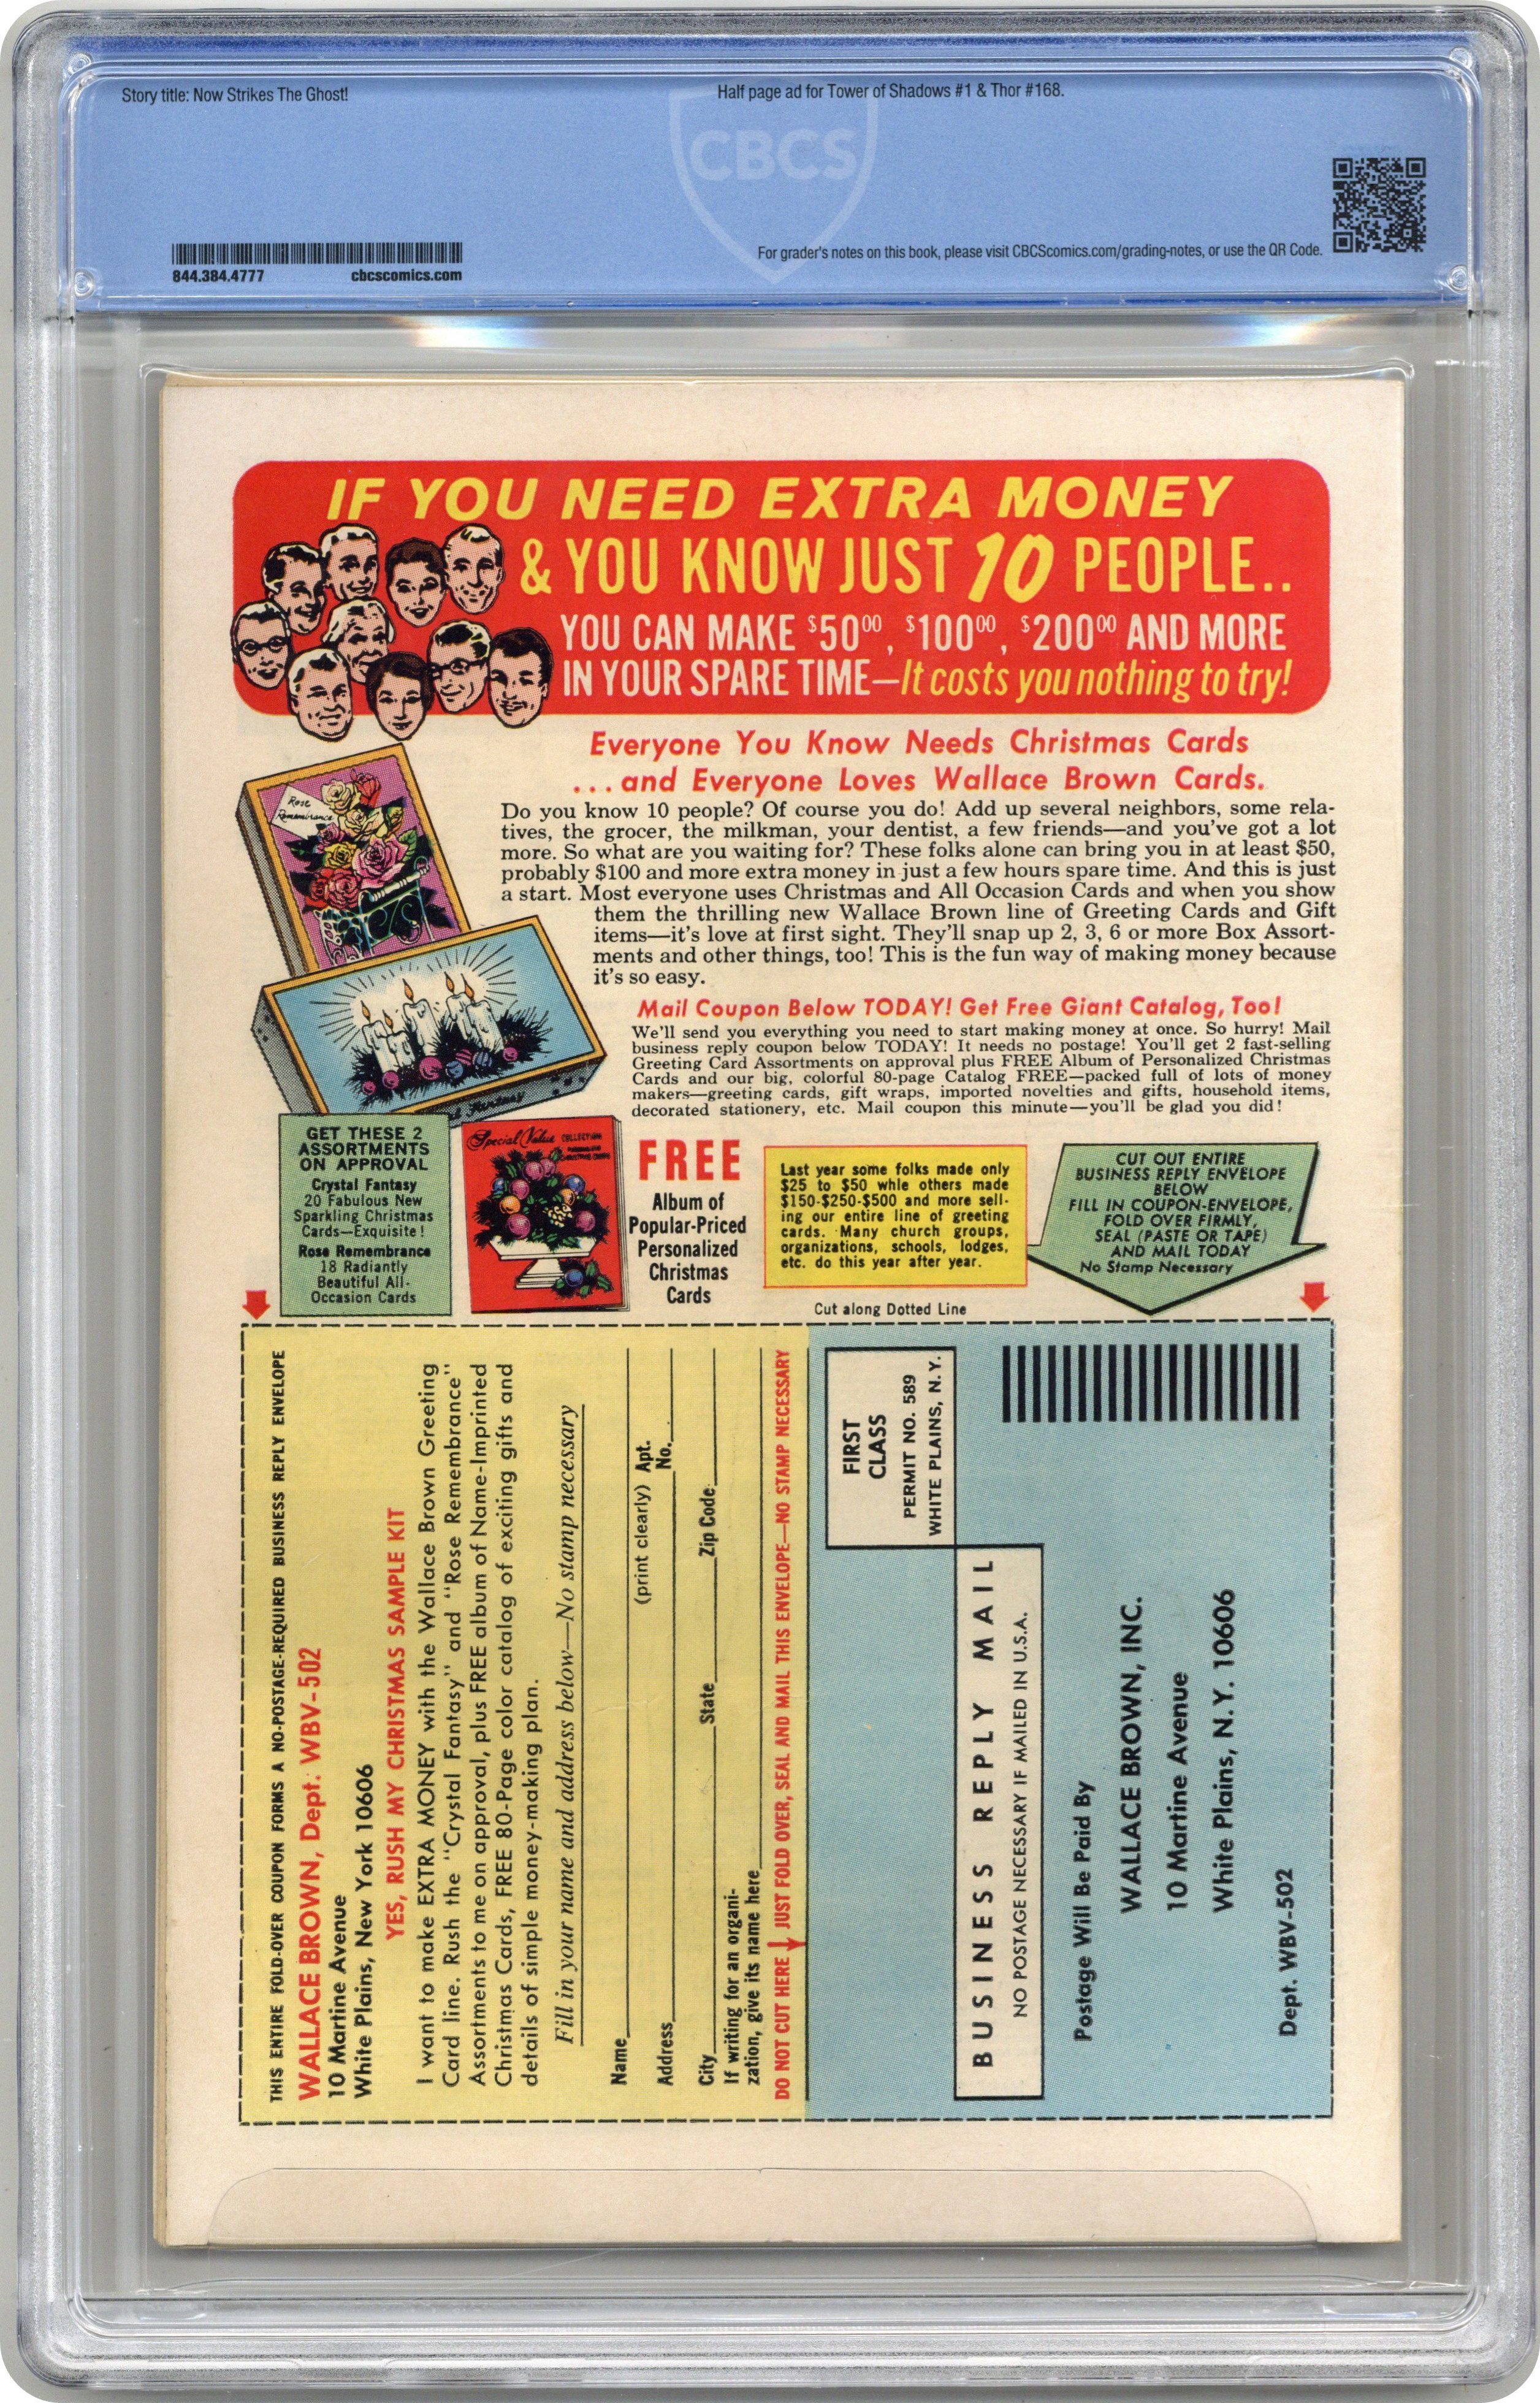 Story title: Now Strikes The Ghost!
Half page ad for Tower of Shadows #1 & Thor #168.
CBCS
844.384.4777
cbcscomics.com
For grader's notes on this book, please visit CBCScomics.com/grading-notes, or use the QR Code.
IF YOU NEED EXTRA MONEY
& YOU KNOW JUST 10 PEOPLE..
YOU CAN MAKE $5000, $10000, $20000 AND MORE
IN YOUR SPARE TIME—It costs you nothing to try!
Everyone You Know Needs Christmas Cards
...and Everyone Loves Wallace Brown Cards.
Rose
Remembrance
Do you know 10 people? Of course you do! Add up several neighbors, some rela-
tives, the grocer, the milkman, your dentist, a few friends—and you've got a lot
more. So what are you waiting for? These folks alone can bring you in at least $50,
probably $100 and more extra money in just a few hours spare time. And this is just
a start. Most everyone uses Christmas and All Occasion Cards and when you show
them the thrilling new Wallace Brown line of Greeting Cards and Gift
items—it's love at first sight. They'll snap up 2, 3, 6 or more Box Assort-
ments and other things, too! This is the fun way of making money because
it's so easy.
Mail Coupon Below TODAY! Get Free Giant Catalog, Too!
We'll send you everything you need to start making money at once. So hurry! Mail
business reply coupon below TODAY! It needs no postage! You'll get 2 fast-selling
Greeting Card Assortments on approval plus FREE Album of Personalized Christmas
Cards and our big, colorful 80-page Catalog FREE—packed full of lots of money
makers—greeting cards, gift wraps, imported novelties and gifts, household items,
decorated stationery, etc. Mail coupon this minute—you'll be glad you did!
Fantasy
GET THESE 2
ASSORTMENTS
ON APPROVAL
Crystal Fantasy
20 Fabulous New
Sparkling Christmas
Cards—Exquisite!
Rose Remembrance
18 Radiantly
Beautiful All-
Occasion Cards
Special Value COLLECTION
CHRISTMAS CARDS
FREE
Album of
Popular-Priced
Personalized
Christmas
Cards
Last year some folks made only
$25 to $50 whle others made
$150-$250-$500 and more sell-
ing our entire line of greeting
cards. Many church groups,
organizations, schools, lodges,
etc. do this year after year.
CUT OUT ENTIRE
BUSINESS REPLY ENVELOPE
BELOW
FILL IN COUPON-ENVELOPE,
FOLD OVER FIRMLY,
SEAL (PASTE OR TAPE)
AND MAIL TODAY
No Stamp Necessary
Cut along Dotted Line
THIS ENTIRE FOLD-OVER COUPON FORMS A NO-POSTAGE-REQUIRED BUSINESS REPLY ENVELOPE
WALLACE BROWN, Dept. WBV-502
10 Martine Avenue
White Plains, New York 10606
YES, RUSH MY CHRISTMAS SAMPLE KIT
I want to make EXTRA MONEY with the Wallace Brown Greeting
Card line. Rush the "Crystal Fantasy" and "Rose Remembrance"
Assortments to me on approval, plus FREE album of Name-Imprinted
Christmas Cards, FREE 80-Page color catalog of exciting gifts and
details of simple money-making plan.
Fill in your name and address below—No stamp necessary
Name
(print clearly)
Address Apt. No.
City State Zip Code
If writing for an organi-
zation, give its name here
DO NOT CUT HERE JUST FOLD OVER, SEAL AND MAIL THIS ENVELOPE—NO STAMP NECESSARY
FIRST
CLASS
PERMIT NO. 589
WHITE PLAINS, N. Y.
BUSINESS REPLY MAIL
NO POSTAGE NECESSARY IF MAILED IN U.S.A.
Postage Will Be Paid By
WALLACE BROWN, INC.
10 Martine Avenue
White Plains, N. Y. 10606
Dept. WBV-502